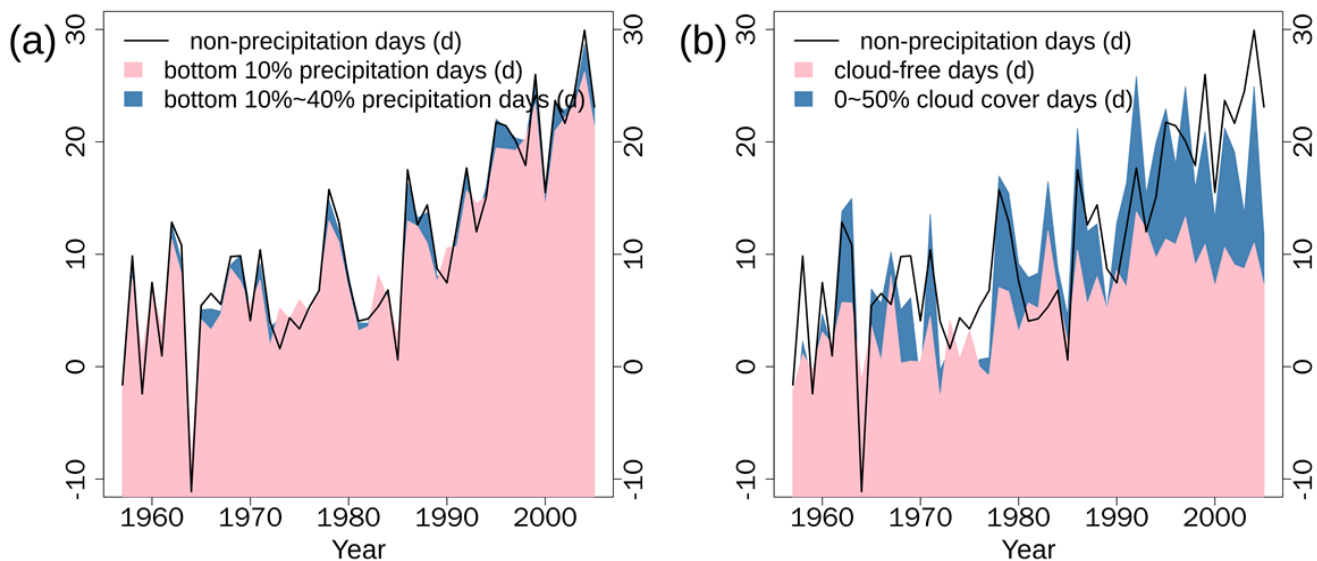 (a)
non-precipitation days (d)
bottom 10% precipitation days (d)
bottom 10%~40% precipitation days (d)
30
20
10
0
-10
30
20
10
0
-10
1960 1970 1980 1990 2000
Year
(b)
non-precipitation days (d)
cloud-free days (d)
0~50% cloud cover days (d)
30
20
10
0
-10
30
20
10
0
-10
1960 1970 1980 1990 2000
Year